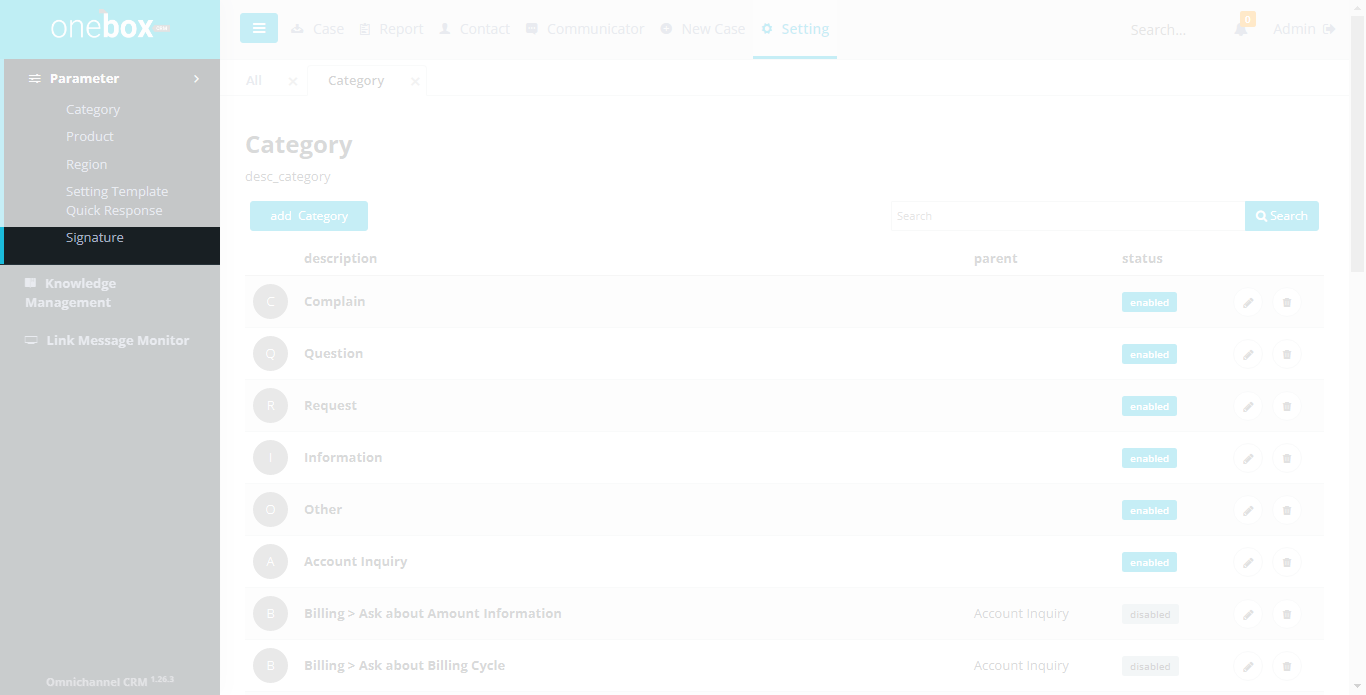 onebox CRM
Case Report Contact Communicator New Case Setting
Search... 0 Admin
Parameter
Category
Product
Region
Setting Template
Quick Response
Signature
Knowledge
Management
Link Message Monitor
Omnichannel CRM 1.26.3
All × Category ×
Category
desc_category
add Category
Search Search
description parent status
C Complain enabled
Q Question enabled
R Request enabled
I Information enabled
O Other enabled
A Account Inquiry enabled
B Billing > Ask about Amount Information Account Inquiry disabled
B Billing > Ask about Billing Cycle Account Inquiry disabled